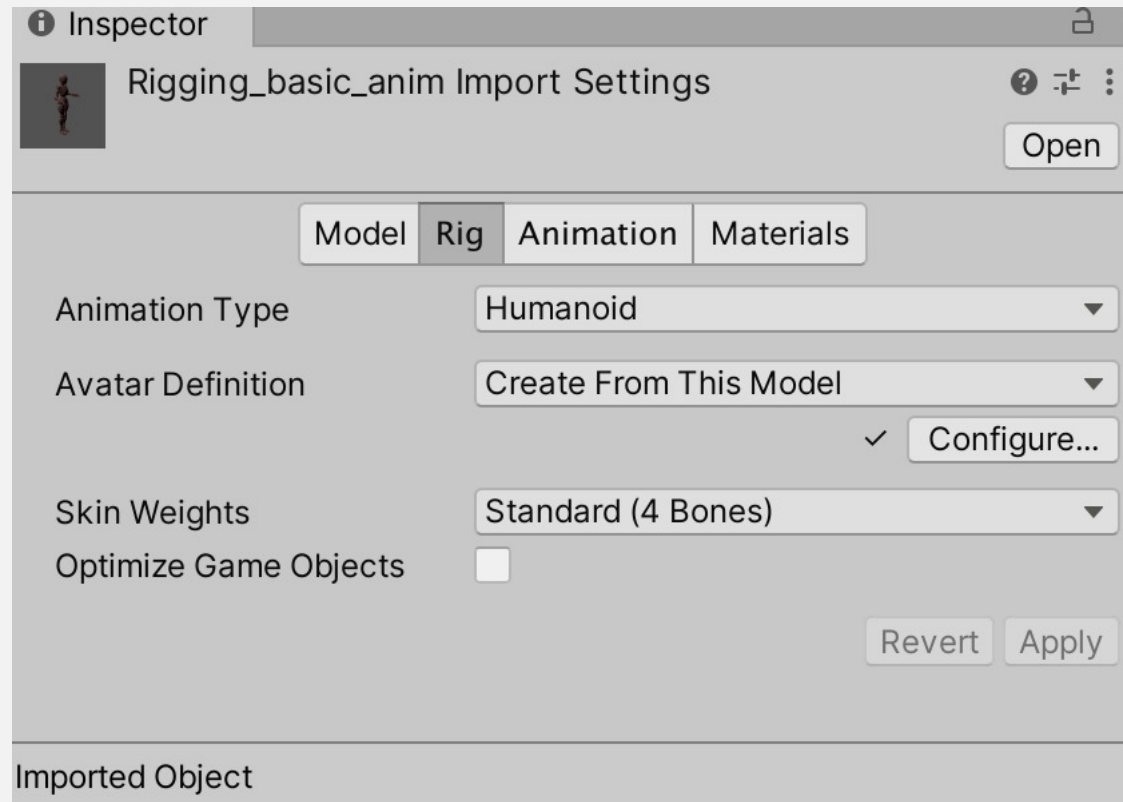 Inspector
Rigging_basic_anim Import Settings
Open
Model Rig Animation Materials
Animation Type Humanoid
Avatar Definition Create From This Model
Configure...
Skin Weights Standard (4 Bones)
Optimize Game Objects
Revert Apply
Imported Object